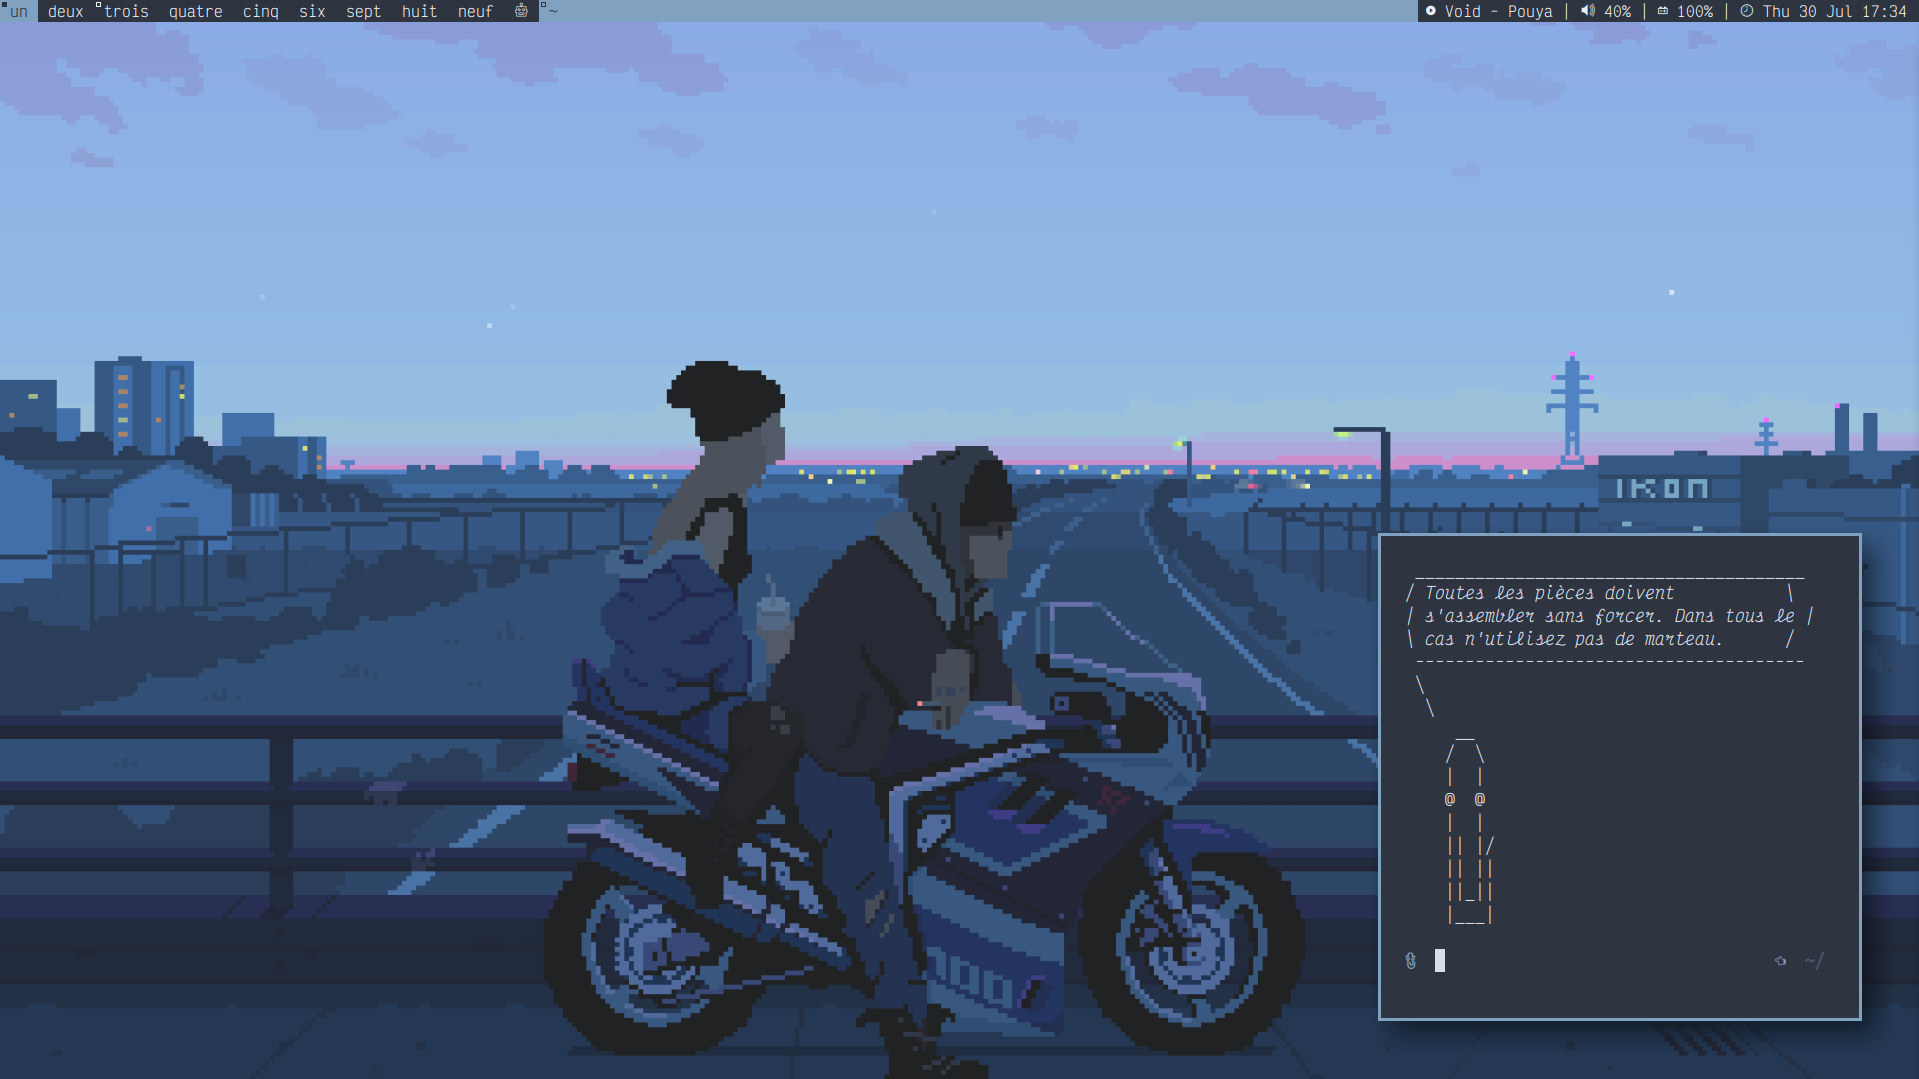 un deux trois quatre cinq six sept huit neuf ~
Void - Pouya | 40% | 100% | Thu 30 Jul 17:34
IKON
/ Toutes les pièces doivent \
| s'assembler sans forcer. Dans tous le |
\ cas n'utilisez pas de marteau. /
~/